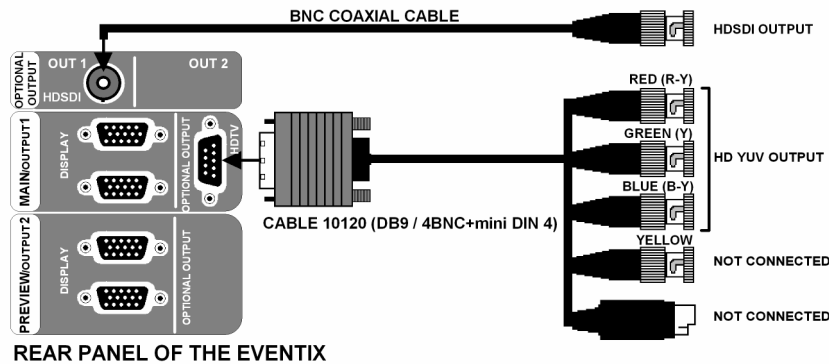 BNC COAXIAL CABLE
HDSDI OUTPUT
OPTIONAL
OUTPUT
OUT 1
OUT 2
HDSDI
RED (R-Y)
GREEN (Y)
HD YUV OUTPUT
BLUE (B-Y)
YELLOW
NOT CONNECTED
NOT CONNECTED
MAIN/OUTPUT1
DISPLAY
OPTIONAL OUTPUT
HDTV
CABLE 10120 (DB9 / 4BNC+mini DIN 4)
PREVIEW/OUTPUT2
DISPLAY
OPTIONAL OUTPUT
REAR PANEL OF THE EVENTIX